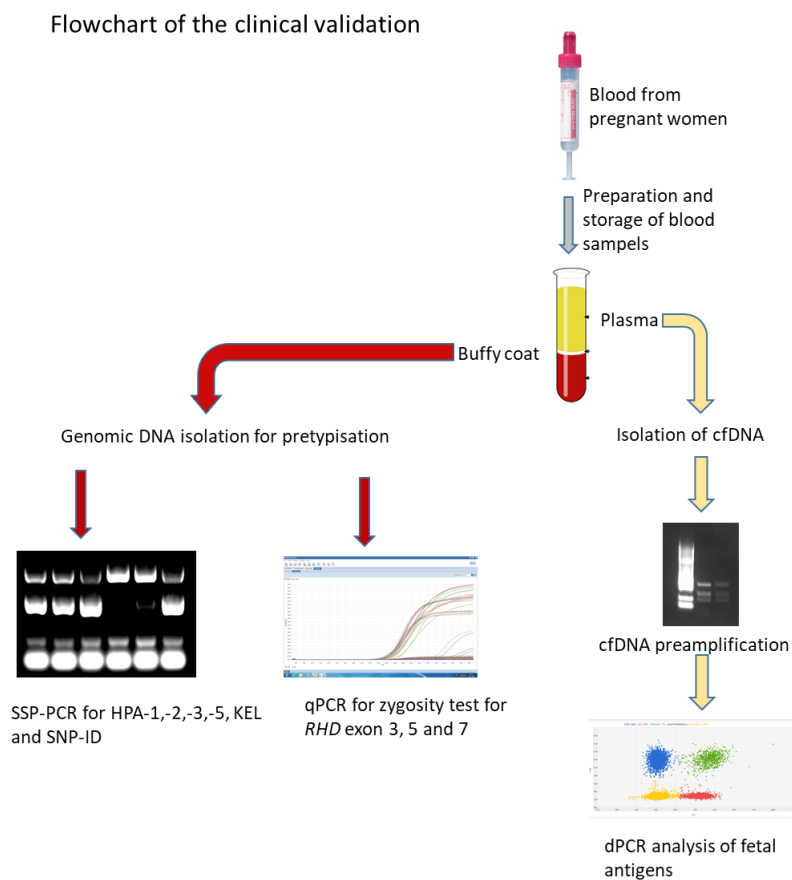 Flowchart of the clinical validation
Blood from
pregnant women
Preparation and
storage of blood
sampels
Plasma
Buffy coat
Genomic DNA isolation for pretypisation
Isolation of cfDNA
cfDNA preamplification
SSP-PCR for HPA-1,-2,-3,-5, KEL
and SNP-ID
qPCR for zygosity test for
RHD exon 3, 5 and 7
dPCR analysis of fetal
antigens